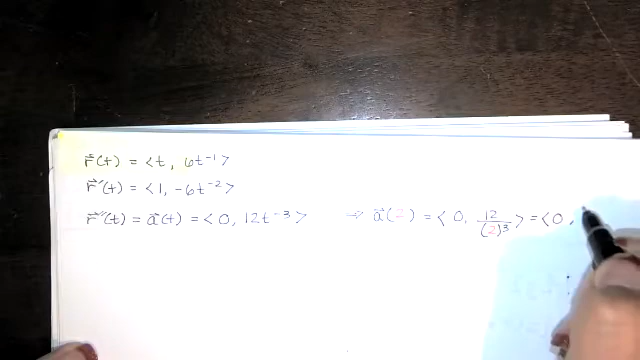 r⃗(t) = <t, 6t⁻¹>
r⃗'(t) = <1, -6t⁻²>
r⃗''(t) = a⃗(t) = <0, 12t⁻³> ⇒ a⃗(2) = <0, 12/(2)³> = <0,